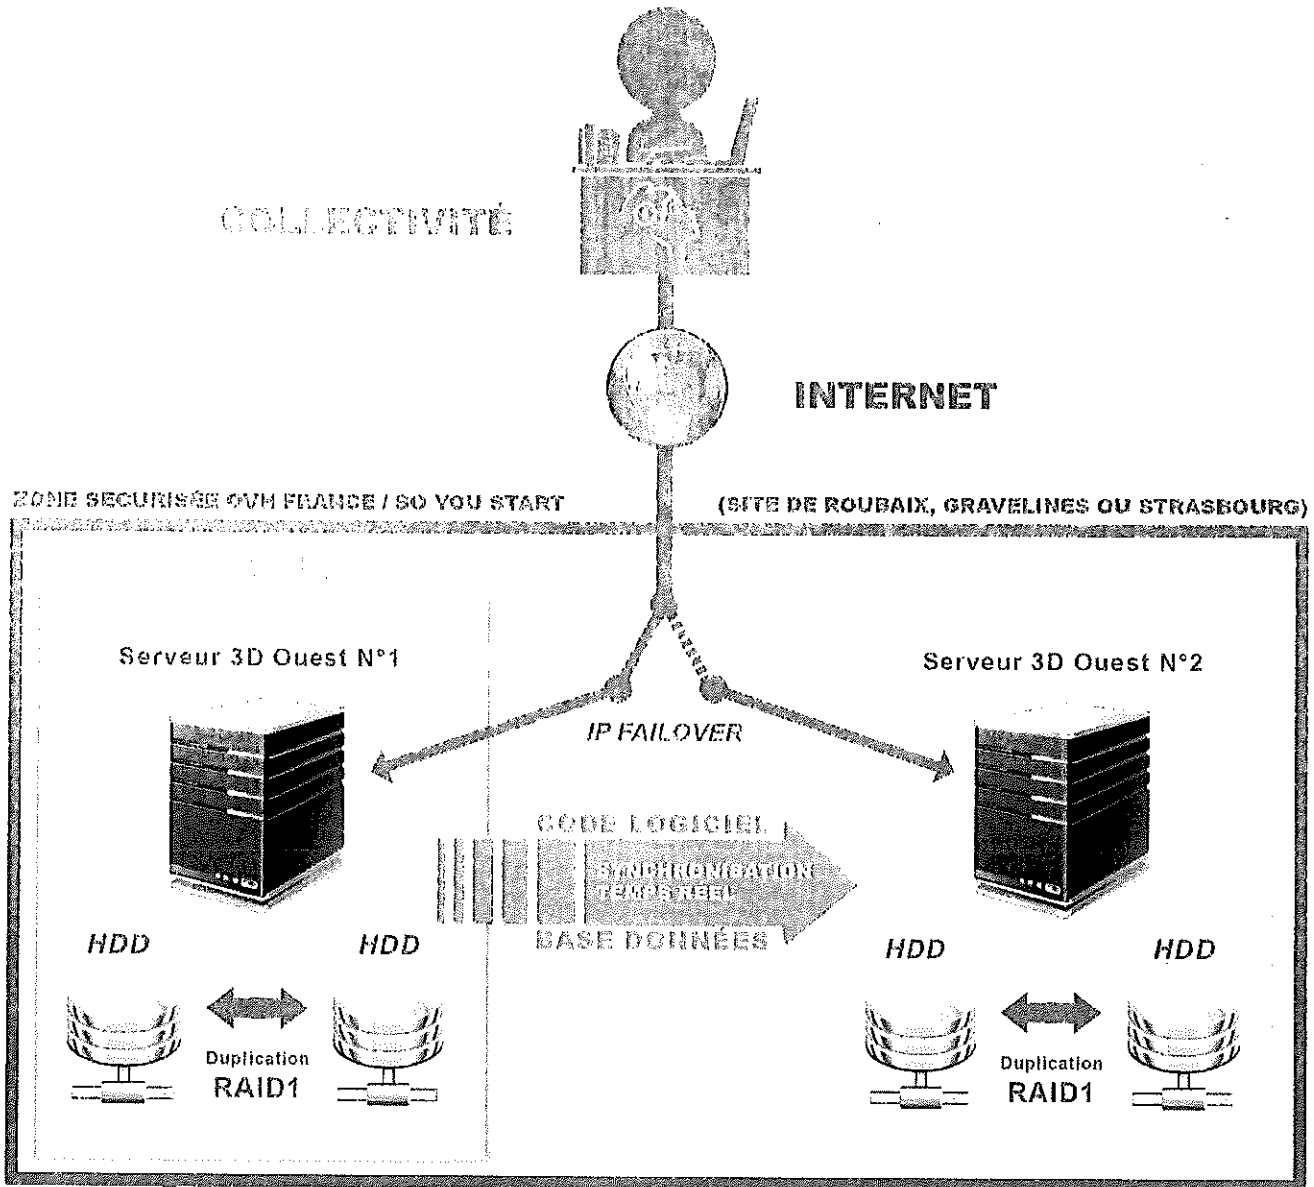 COLLECTIVITÉ
INTERNET
ZONE SECURISÉE OVH FRANCE / SO YOU START
(SITE DE ROUBAIX, GRAVELINES OU STRASBOURG)
Serveur 3D Ouest N°1
Serveur 3D Ouest N°2
IP FAILOVER
CODE LOGICIEL
SYNCHRONISATION
TEMPS REEL
BASE DONNÉES
HDD
HDD
HDD
HDD
Duplication
RAID1
Duplication
RAID1